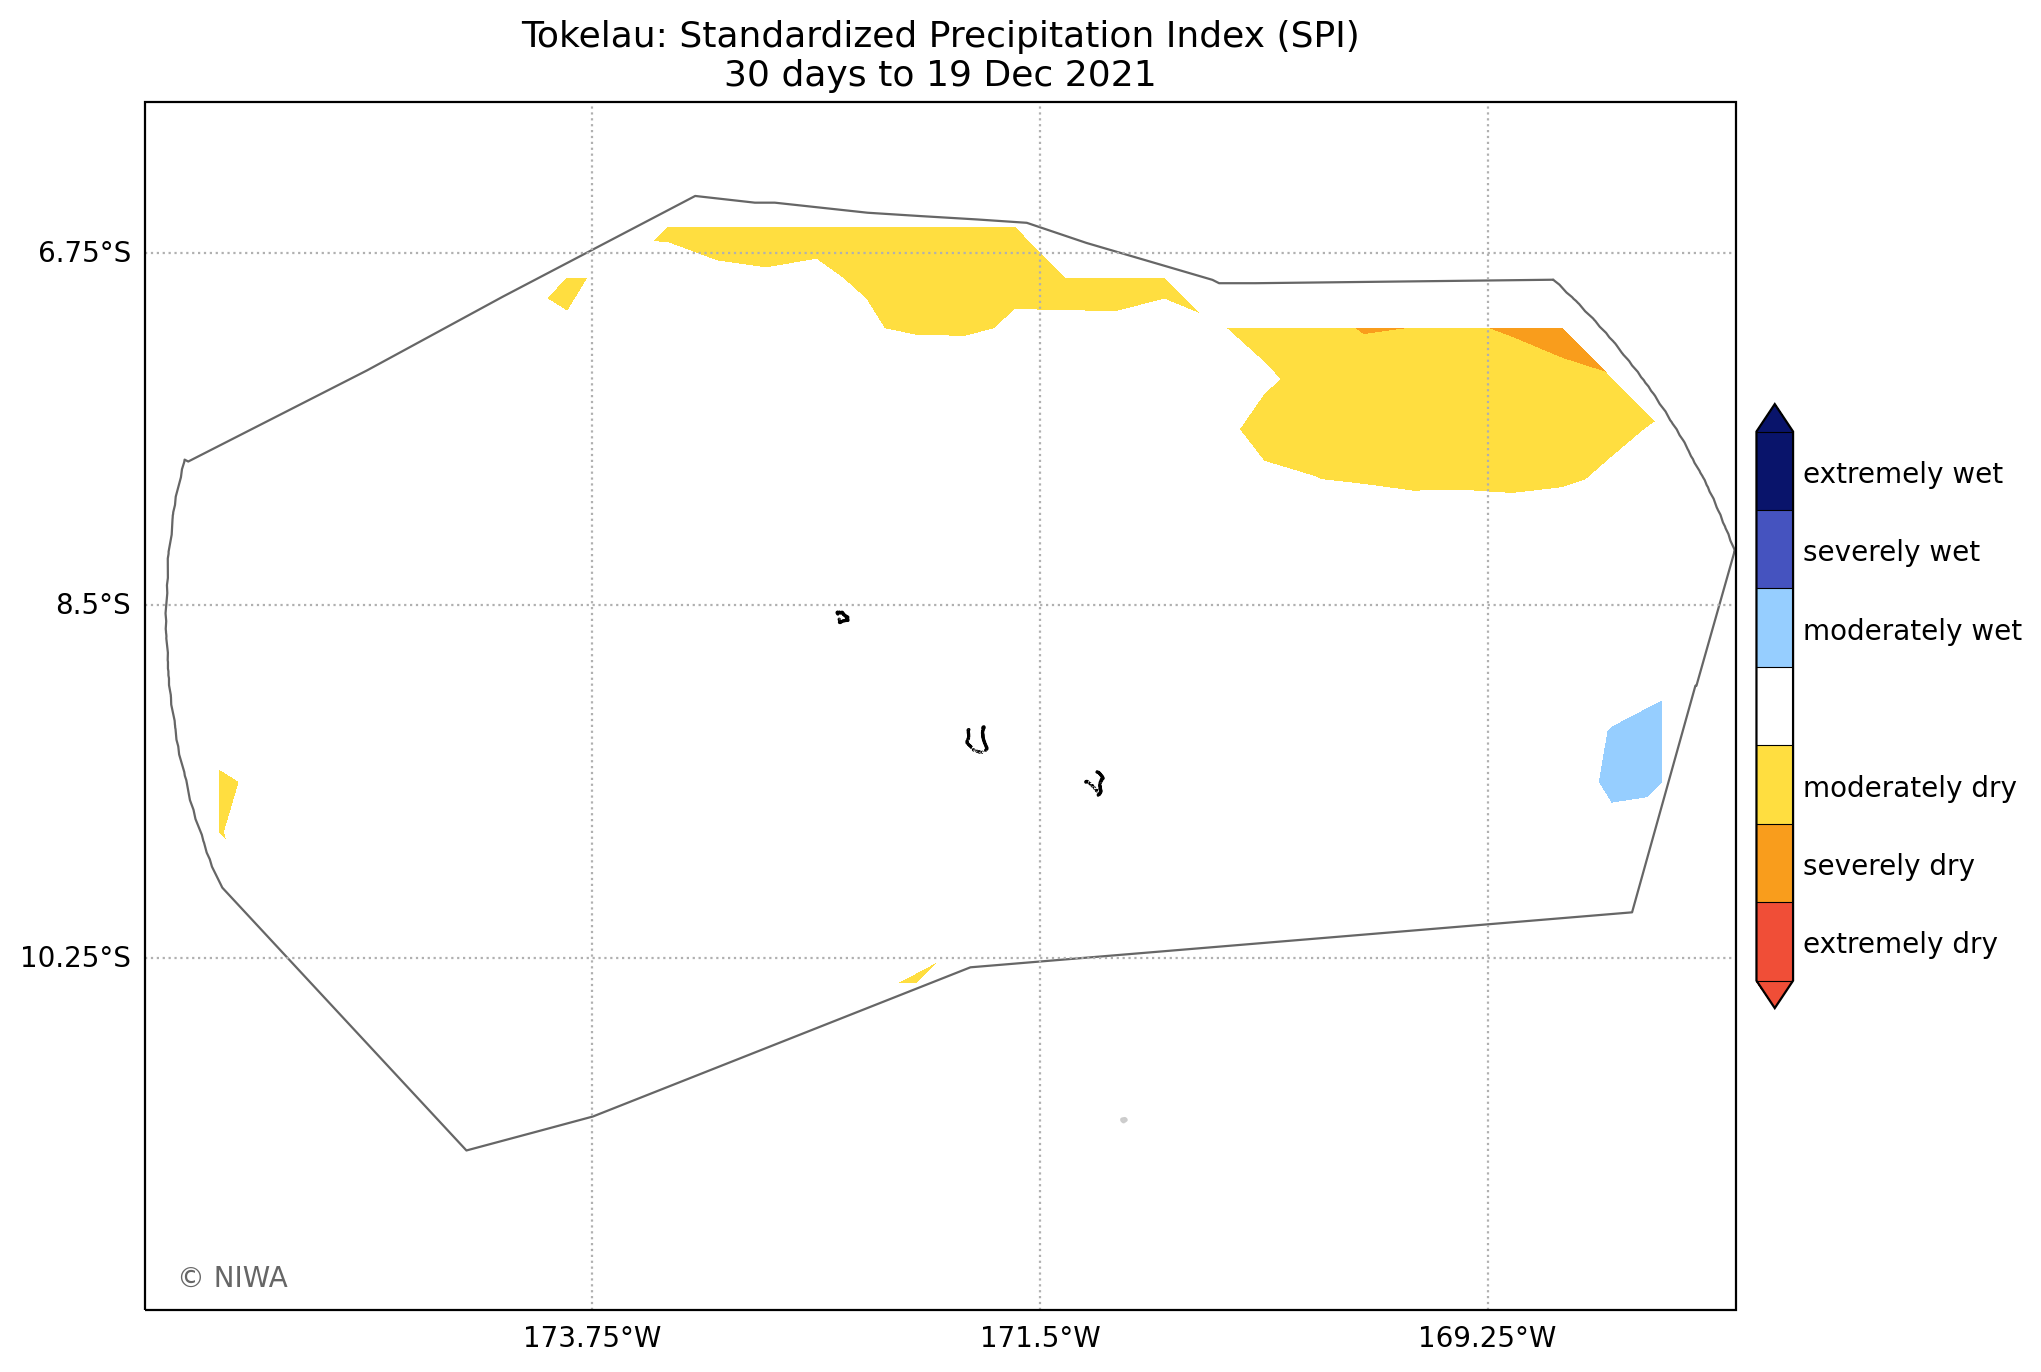 Tokelau: Standardized Precipitation Index (SPI)
30 days to 19 Dec 2021
6.75°S
8.5°S
10.25°S
173.75°W
171.5°W
169.25°W
extremely wet
severely wet
moderately wet
moderately dry
severely dry
extremely dry
© NIWA